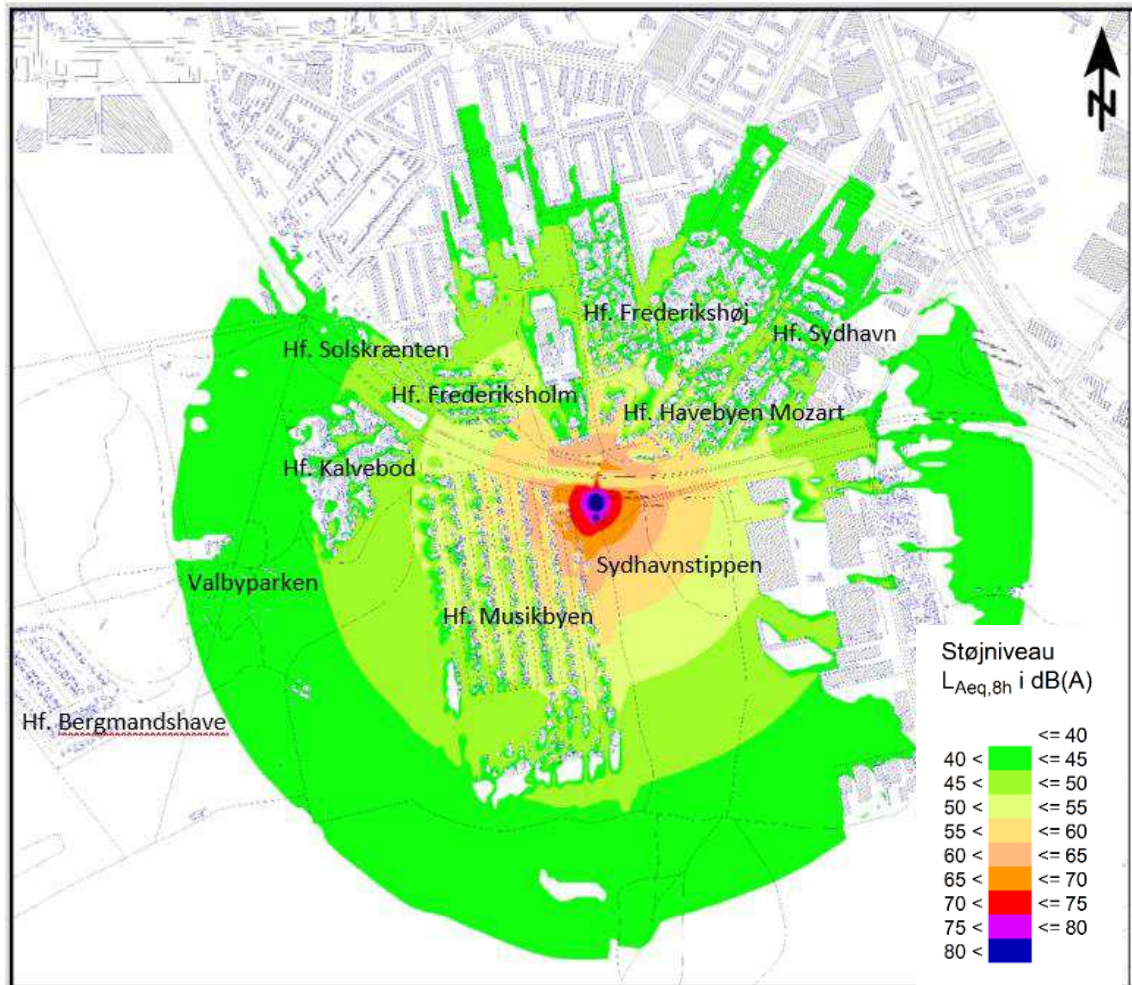 N
Hf. Frederikshøj
Hf. Sydhavn
Hf. Solskrænten
Hf. Frederiksholm
Hf. Havebyen Mozart
Hf. Kalvebod
Sydhavnstippen
Valbyparken
Hf. Musikbyen
Hf. Bergmandshave
Støjniveau
LAeq,8h i dB(A)
<= 40
40 < <= 45
45 < <= 50
50 < <= 55
55 < <= 60
60 < <= 65
65 < <= 70
70 < <= 75
75 < <= 80
80 <